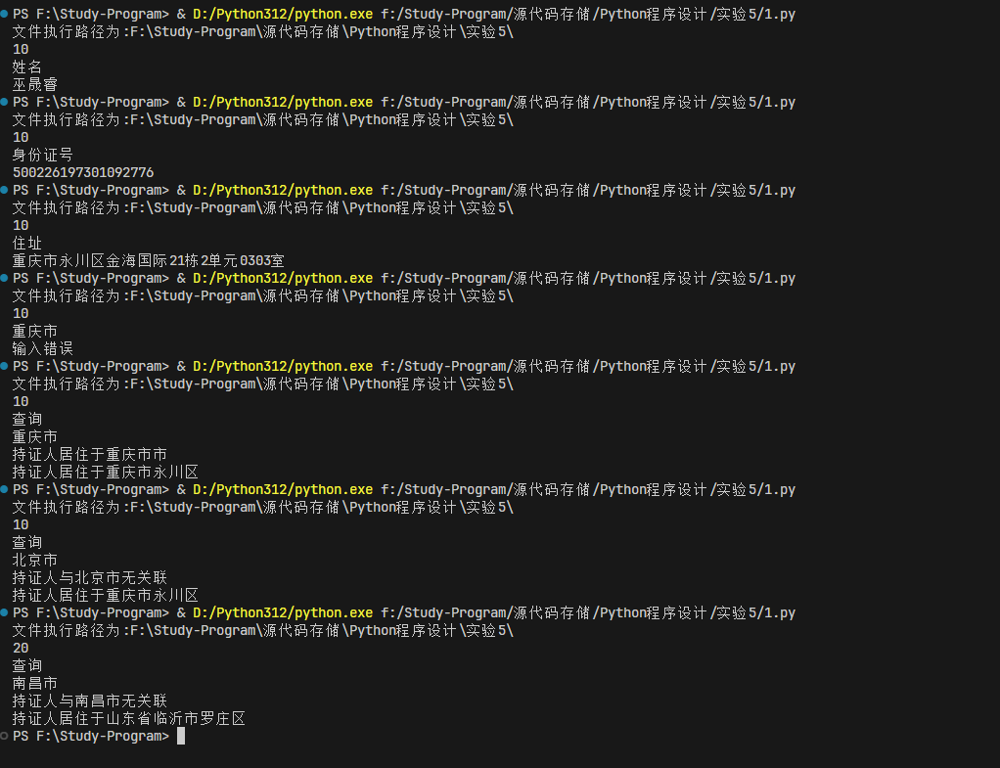 PS F:\Study-Program> & D:/Python312/python.exe f:/Study-Program/源代码存储/Python程序设计/实验5/1.py
文件执行路径为:F:\Study-Program\源代码存储\Python程序设计\实验5\
10
姓名
巫晟睿
PS F:\Study-Program> & D:/Python312/python.exe f:/Study-Program/源代码存储/Python程序设计/实验5/1.py
文件执行路径为:F:\Study-Program\源代码存储\Python程序设计\实验5\
10
身份证号
500226197301092776
PS F:\Study-Program> & D:/Python312/python.exe f:/Study-Program/源代码存储/Python程序设计/实验5/1.py
文件执行路径为:F:\Study-Program\源代码存储\Python程序设计\实验5\
10
住址
重庆市永川区金海国际21栋2单元0303室
PS F:\Study-Program> & D:/Python312/python.exe f:/Study-Program/源代码存储/Python程序设计/实验5/1.py
文件执行路径为:F:\Study-Program\源代码存储\Python程序设计\实验5\
10
重庆市
输入错误
PS F:\Study-Program> & D:/Python312/python.exe f:/Study-Program/源代码存储/Python程序设计/实验5/1.py
文件执行路径为:F:\Study-Program\源代码存储\Python程序设计\实验5\
10
查询
重庆市
持证人居住于重庆市市
持证人居住于重庆市永川区
PS F:\Study-Program> & D:/Python312/python.exe f:/Study-Program/源代码存储/Python程序设计/实验5/1.py
文件执行路径为:F:\Study-Program\源代码存储\Python程序设计\实验5\
10
查询
北京市
持证人与北京市无关联
持证人居住于重庆市永川区
PS F:\Study-Program> & D:/Python312/python.exe f:/Study-Program/源代码存储/Python程序设计/实验5/1.py
文件执行路径为:F:\Study-Program\源代码存储\Python程序设计\实验5\
20
查询
南昌市
持证人与南昌市无关联
持证人居住于山东省临沂市罗庄区
PS F:\Study-Program>